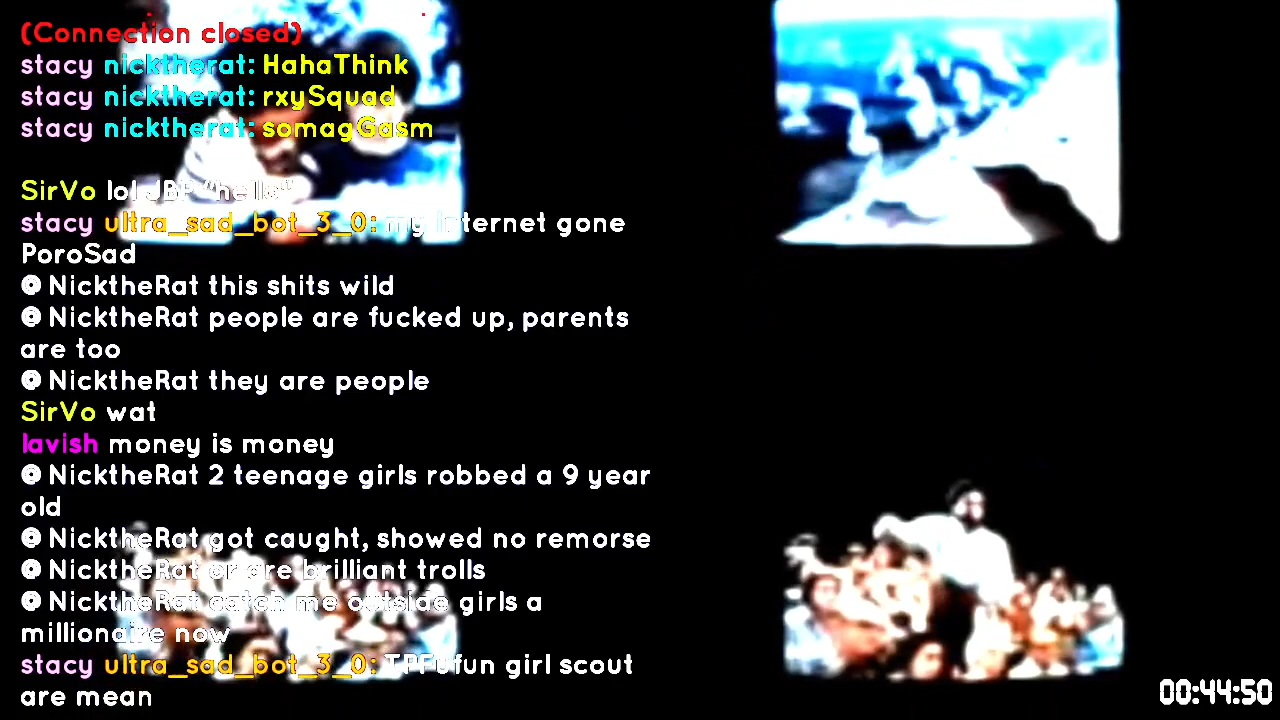 (Connection closed)
stacy nicktherat: HahaThink
stacy nicktherat: rxySquad
stacy nicktherat: somagGasm
SirVo lol JBP "hello"
stacy ultra_sad_bot_3_0: my internet gone
PoroSad
@ NicktheRat this shits wild
@ NicktheRat people are fucked up, parents
are too
@ NicktheRat they are people
SirVo wat
lavish money is money
@ NicktheRat 2 teenage girls robbed a 9 year
old
@ NicktheRat got caught, showed no remorse
@ NicktheRat or are brilliant trolls
@ NicktheRat catch me outside girls a
millionaire now
stacy ultra_sad_bot_3_0: fun girl scout
are mean
00:44:50